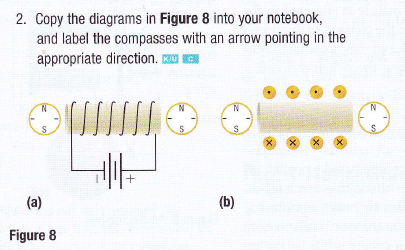 2. Copy the diagrams in Figure 8 into your notebook,
and label the compasses with an arrow pointing in the
appropriate direction. K/U C
N
S
N
S
N
S
N
S
– +
(a)
(b)
Figure 8